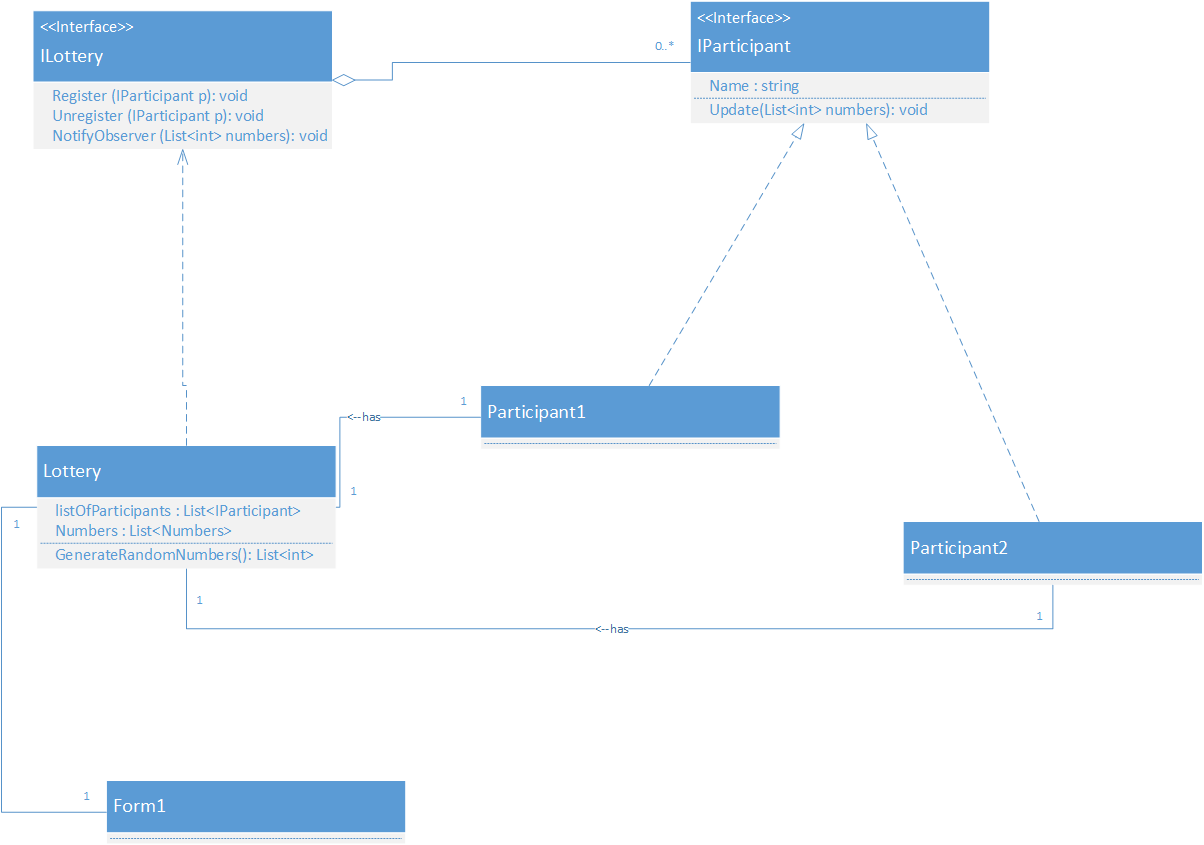 <<Interface>>
ILottery
Register (IParticipant p): void
Unregister (IParticipant p): void
NotifyObserver (List<int> numbers): void
0..*
<<Interface>>
IParticipant
Name : string
Update(List<int> numbers): void
Participant1
1
<--has
1
Lottery
listOfParticipants : List<IParticipant>
Numbers : List<Numbers>
GenerateRandomNumbers(): List<int>
1
Participant2
1
<--has
1
1
Form1